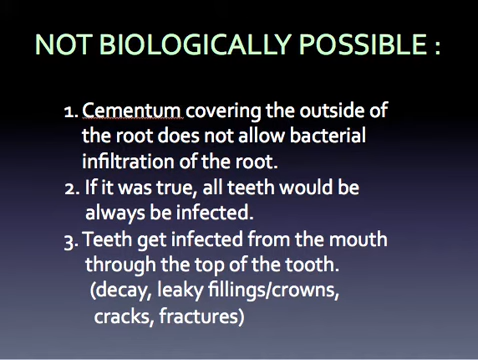 NOT BIOLOGICALLY POSSIBLE :
1. Cementum covering the outside of
the root does not allow bacterial
infiltration of the root.
2. If it was true, all teeth would be
always be infected.
3. Teeth get infected from the mouth
through the top of the tooth.
(decay, leaky fillings/crowns,
cracks, fractures)